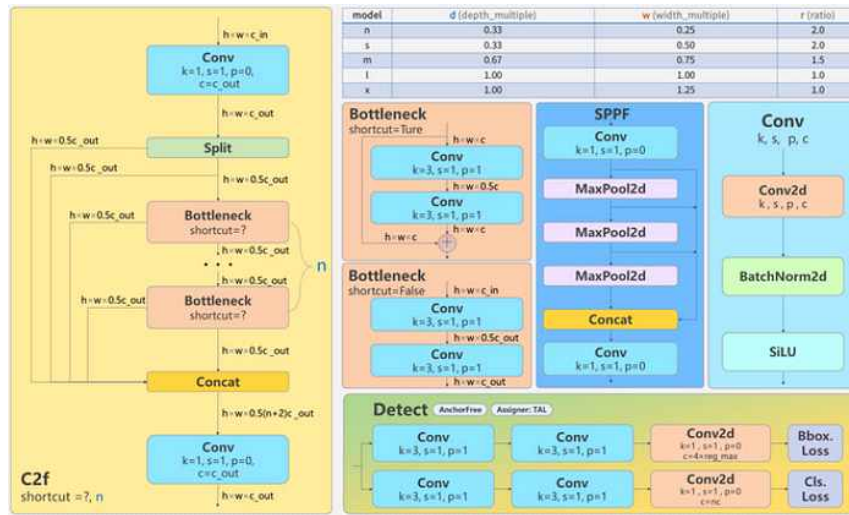 h×w×c_in
Conv
k=1, s=1, p=0,
c=c_out
h×w×c_out
h×w×0.5c_out
Split
h×w×0.5c_out
h×w×0.5c_out
h×w×0.5c_out
Bottleneck
shortcut=?
h×w×0.5c_out
. . .
n
h×w×0.5c_out
h×w×0.5c_out
Bottleneck
shortcut=?
h×w×0.5c_out
Concat
h×w×0.5(n+2)c_out
Conv
k=1, s=1, p=0,
c=c_out
C2f
shortcut =?, n
h×w×c_out
model d (depth_multiple) w (width_multiple) r (ratio)
n 0.33 0.25 2.0
s 0.33 0.50 2.0
m 0.67 0.75 1.5
l 1.00 1.00 1.0
x 1.00 1.25 1.0
Bottleneck
shortcut=Ture
h×w×c
Conv
k=3, s=1, p=1
h×w×0.5c
Conv
k=3, s=1, p=1
h×w×c
h×w×c
+
Bottleneck
shortcut=False
h×w×c_in
Conv
k=3, s=1, p=1
h×w×0.5c_out
Conv
k=3, s=1, p=1
h×w×c_out
SPPF
Conv
k=1, s=1, p=0
MaxPool2d
MaxPool2d
MaxPool2d
Concat
Conv
k=1, s=1, p=0
Conv
k, s, p, c
Conv2d
k, s, p, c
BatchNorm2d
SiLU
Detect AnchorFree Assigner: TAL
Conv
k=3, s=1, p=1
Conv
k=3, s=1, p=1
Conv2d
k=1, s=1, p=0
c=4×reg_max
Bbox.
Loss
Conv
k=3, s=1, p=1
Conv
k=3, s=1, p=1
Conv2d
k=1, s=1, p=0
c=nc
Cls.
Loss